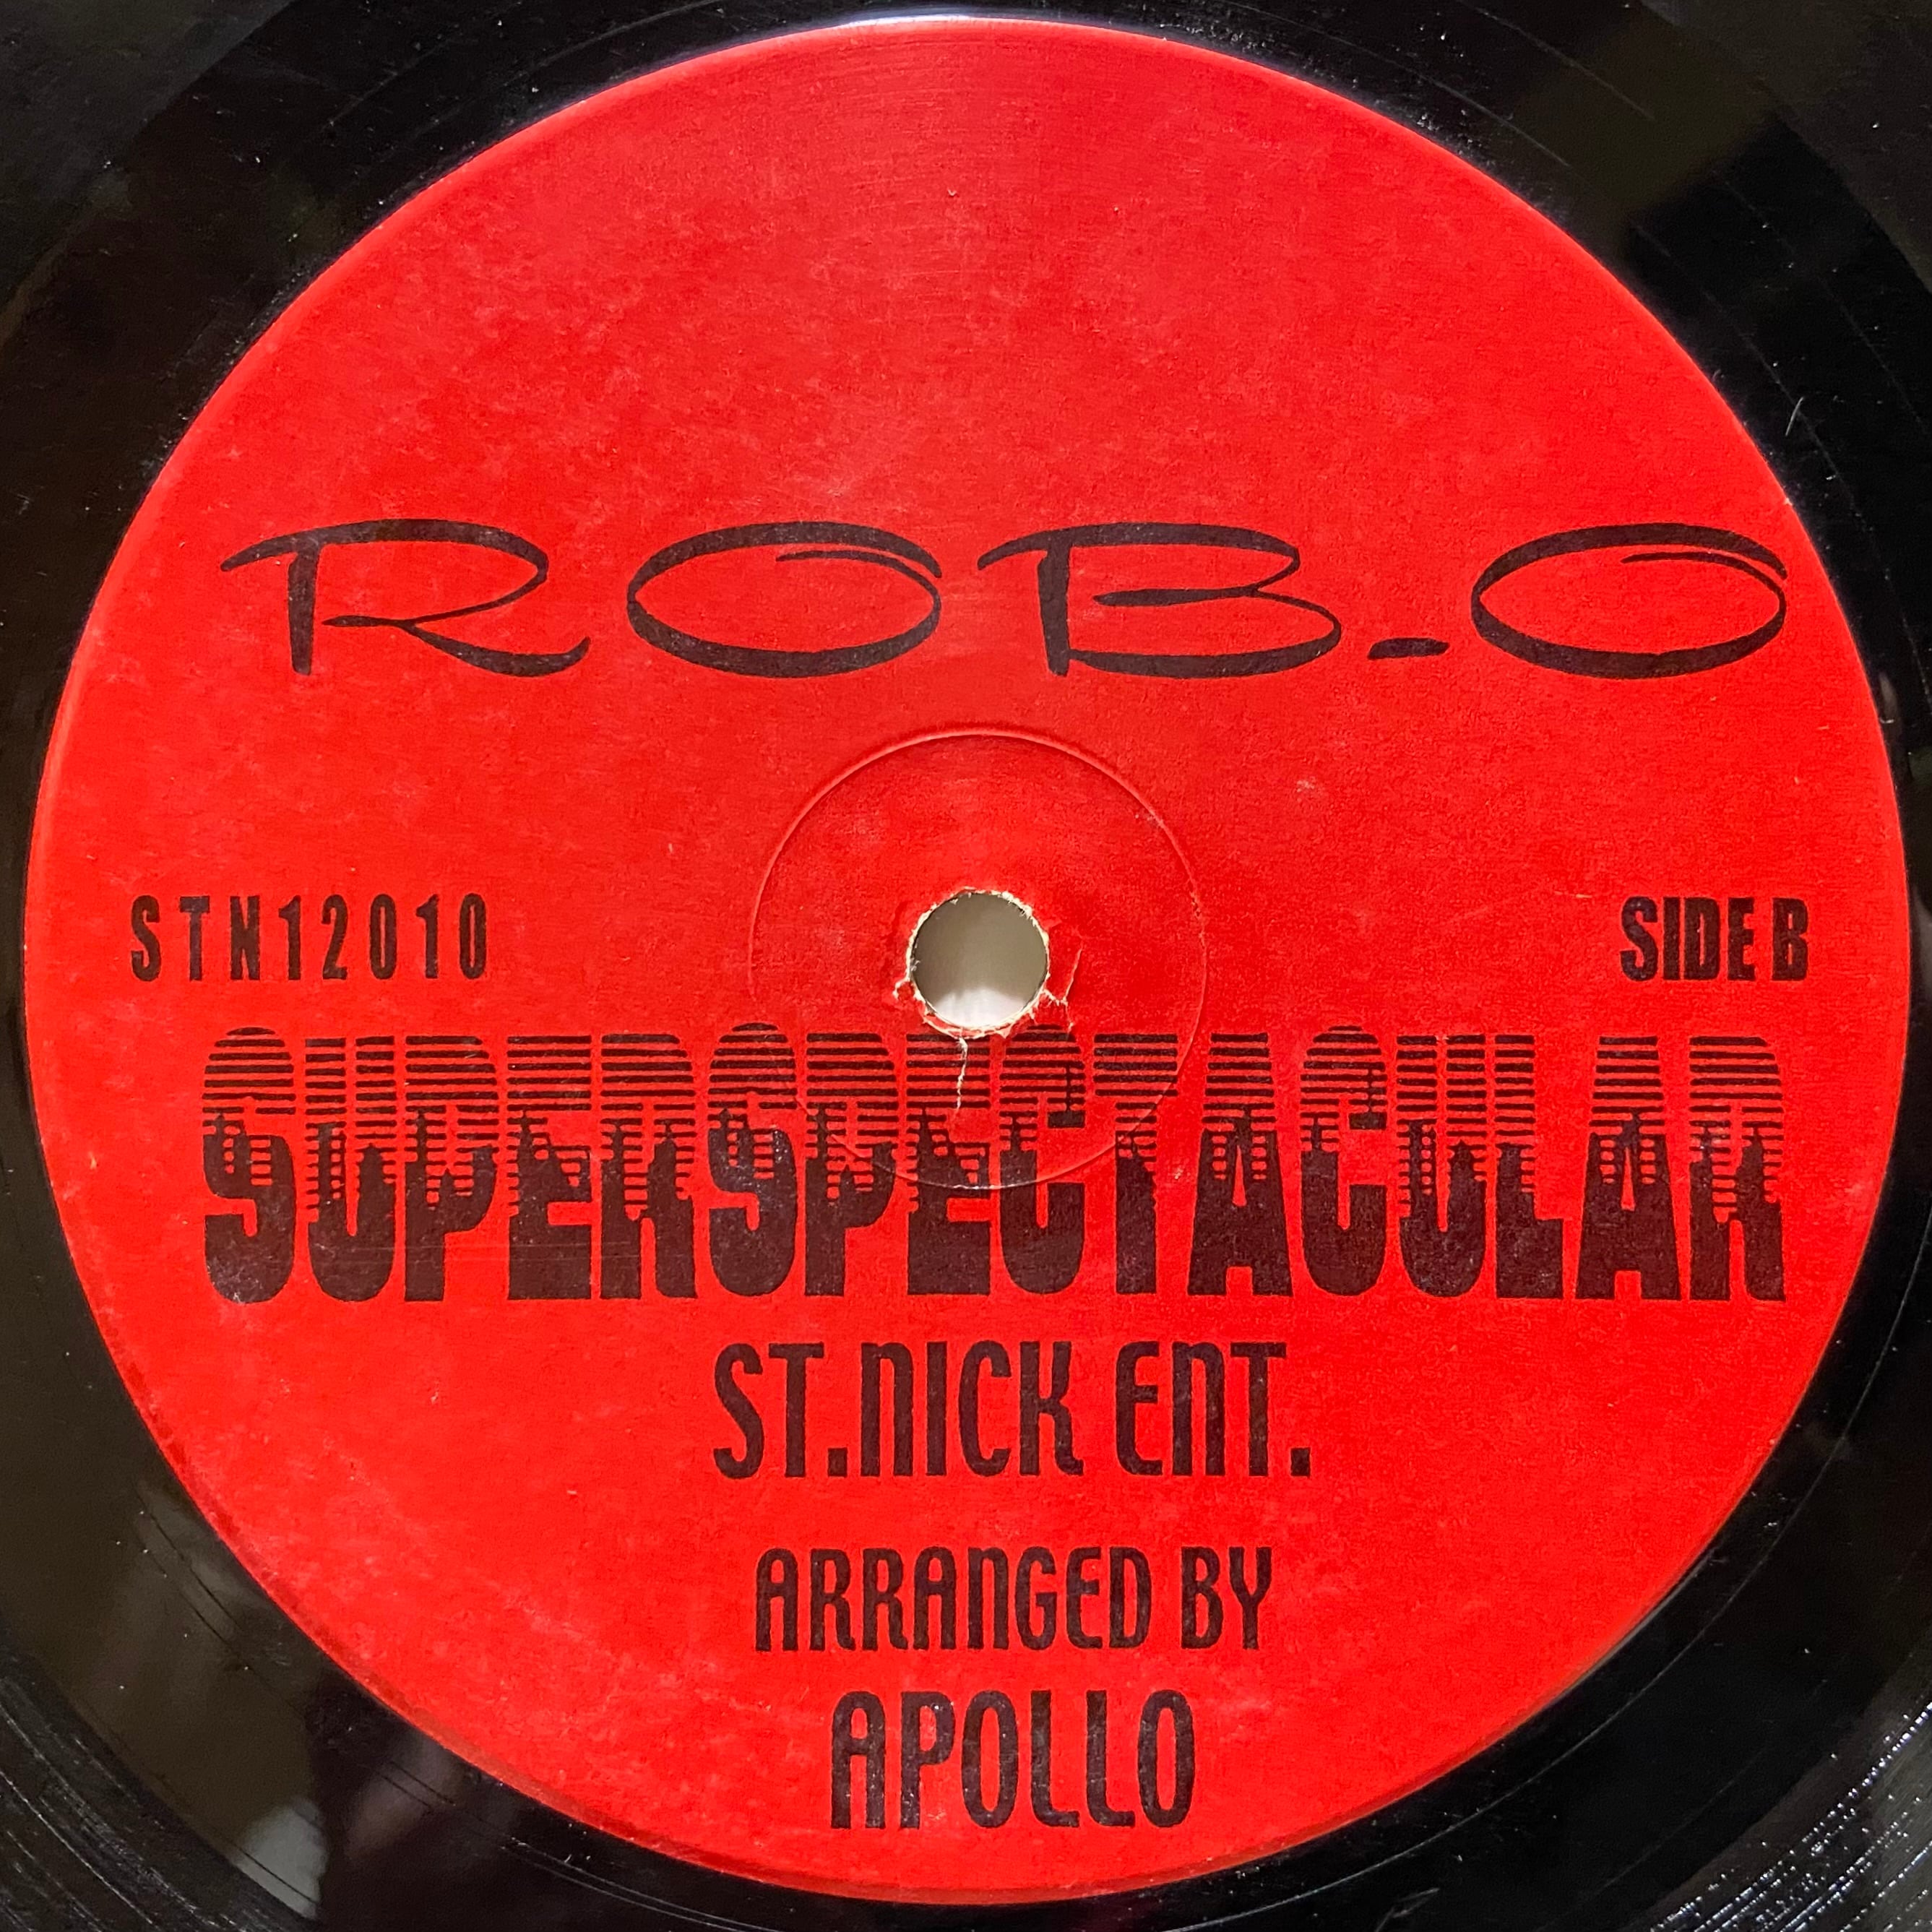 ROB-O
STN12010
SIDE B
SUPERSPECTACULAR
ST.NICK ENT.
ARRANGED BY
APOLLO